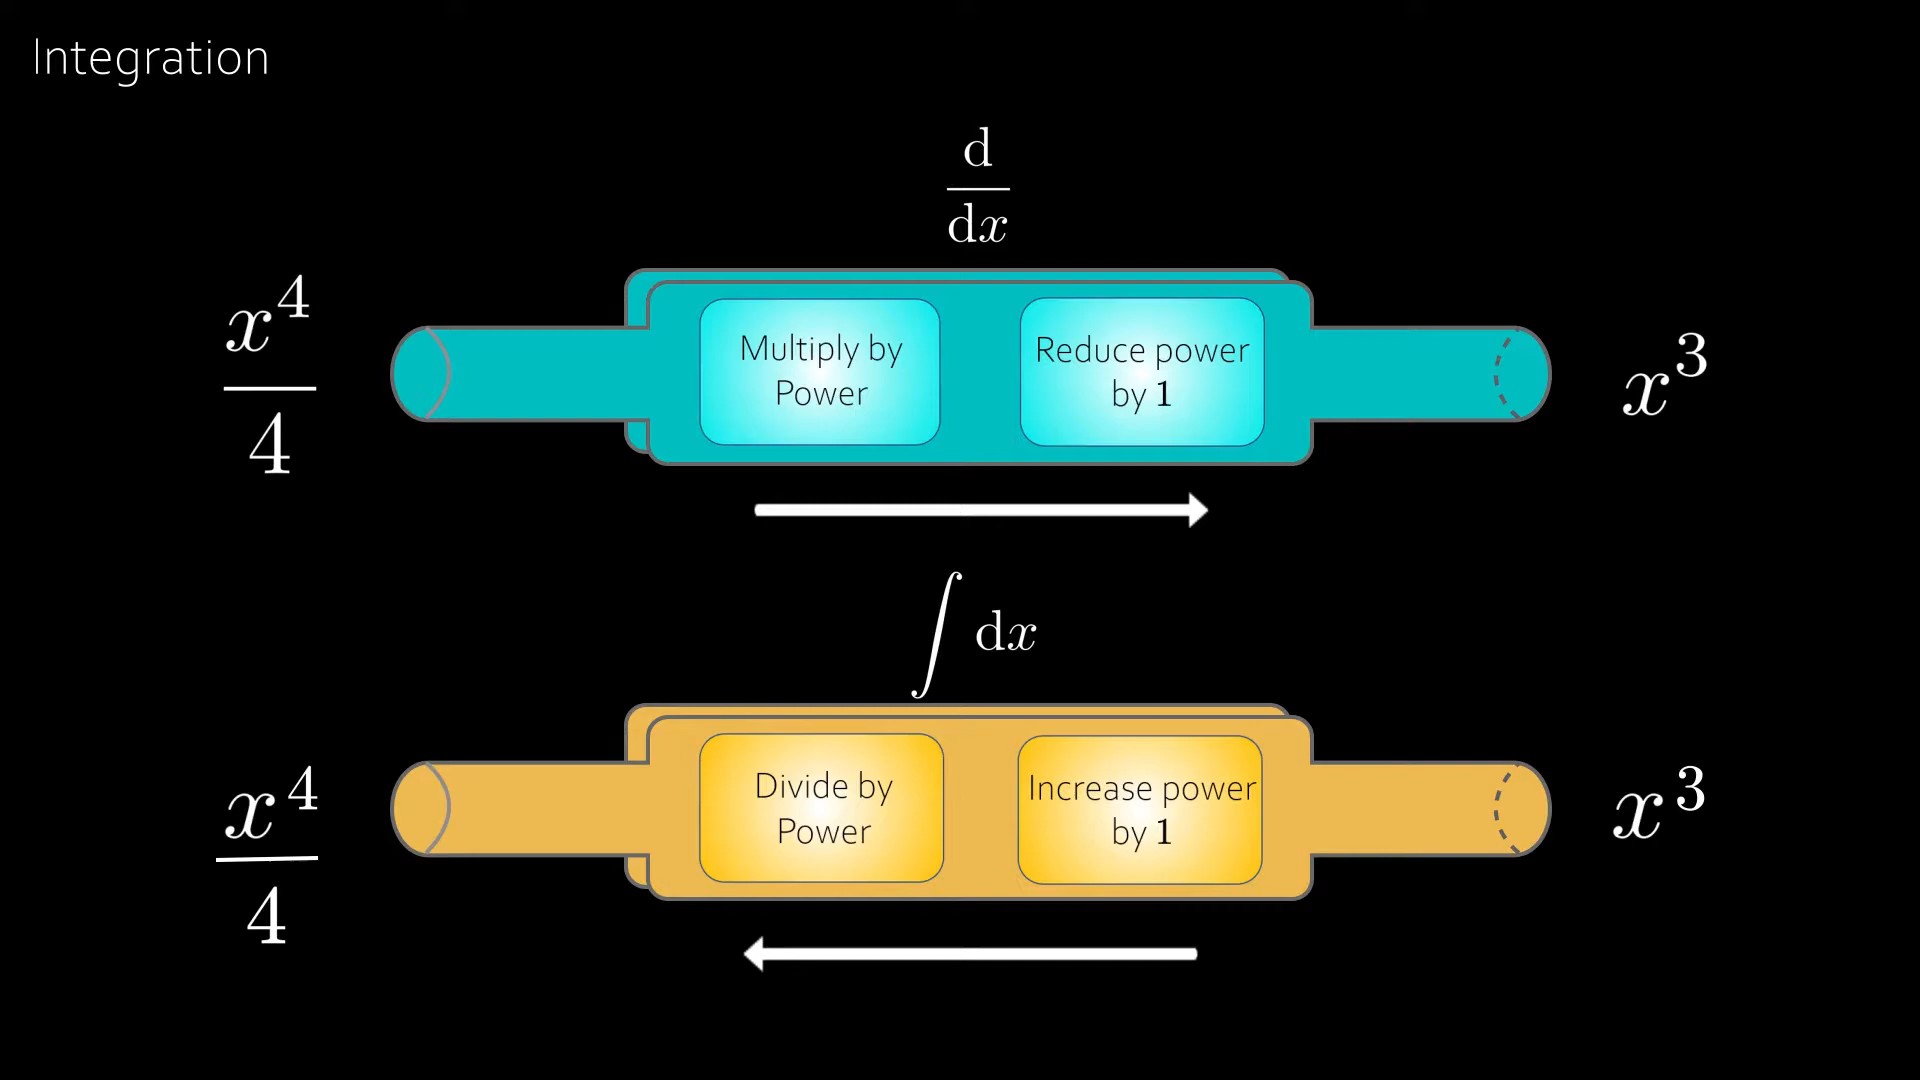 Integration
d
dx
x^4
4
Multiply by
Power
Reduce power
by 1
x^3
∫ dx
x^4
4
Divide by
Power
Increase power
by 1
x^3